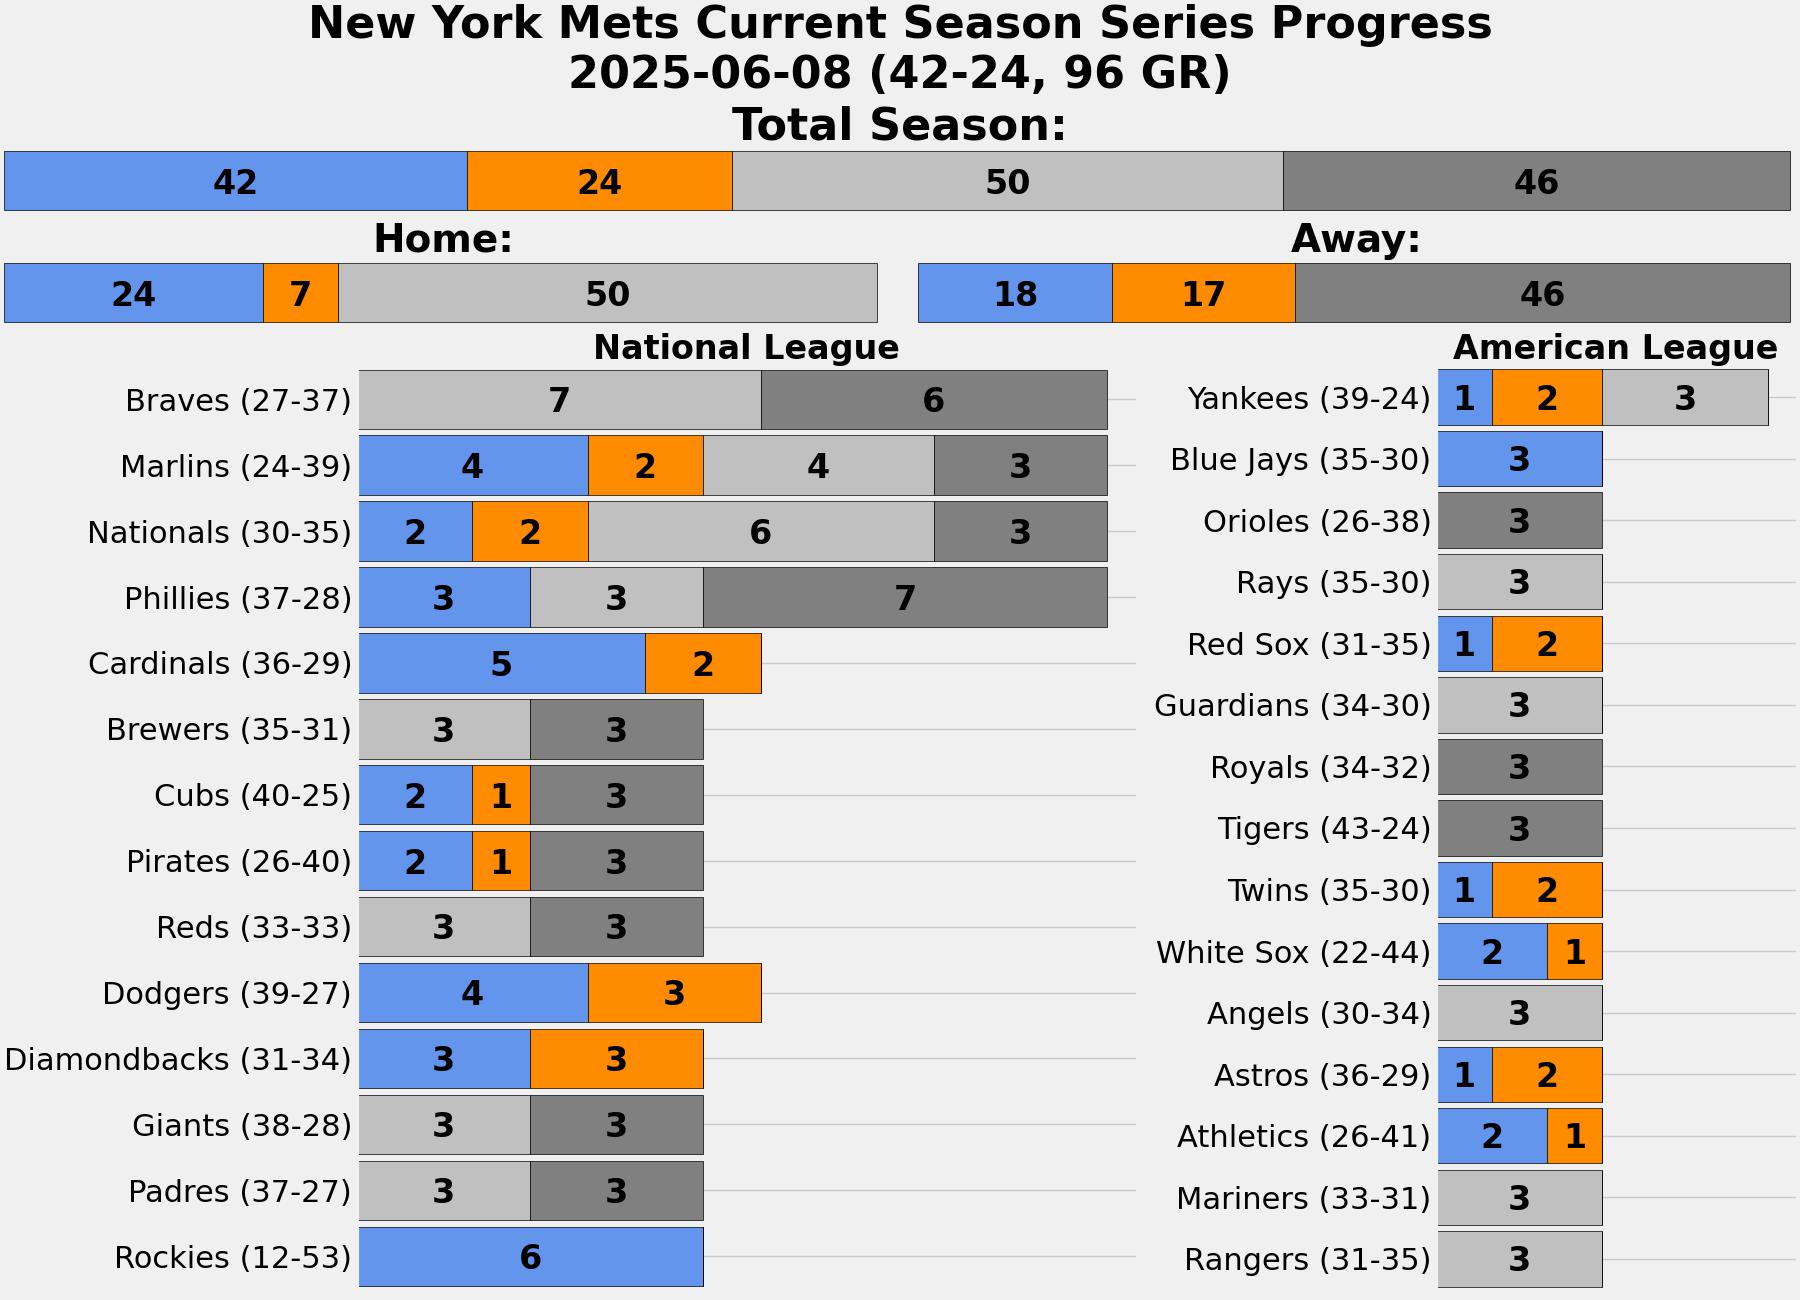 New York Mets Current Season Series Progress
2025-06-08 (42-24, 96 GR)
Total Season:
42 24 50 46
Home:
24 7 50
Away:
18 17 46
National League
Braves (27-37) 7 6
Marlins (24-39) 4 2 4 3
Nationals (30-35) 2 2 6 3
Phillies (37-28) 3 3 7
Cardinals (36-29) 5 2
Brewers (35-31) 3 3
Cubs (40-25) 2 1 3
Pirates (26-40) 2 1 3
Reds (33-33) 3 3
Dodgers (39-27) 4 3
Diamondbacks (31-34) 3 3
Giants (38-28) 3 3
Padres (37-27) 3 3
Rockies (12-53) 6
American League
Yankees (39-24) 1 2 3
Blue Jays (35-30) 3
Orioles (26-38) 3
Rays (35-30) 3
Red Sox (31-35) 1 2
Guardians (34-30) 3
Royals (34-32) 3
Tigers (43-24) 3
Twins (35-30) 1 2
White Sox (22-44) 2 1
Angels (30-34) 3
Astros (36-29) 1 2
Athletics (26-41) 2 1
Mariners (33-31) 3
Rangers (31-35) 3